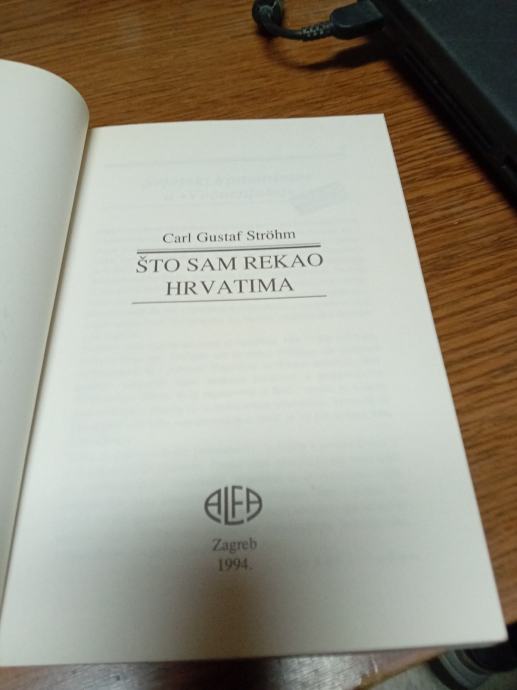 Carl Gustaf Ströhm
ŠTO SAM REKAO
HRVATIMA
ALFA
Zagreb
1994.